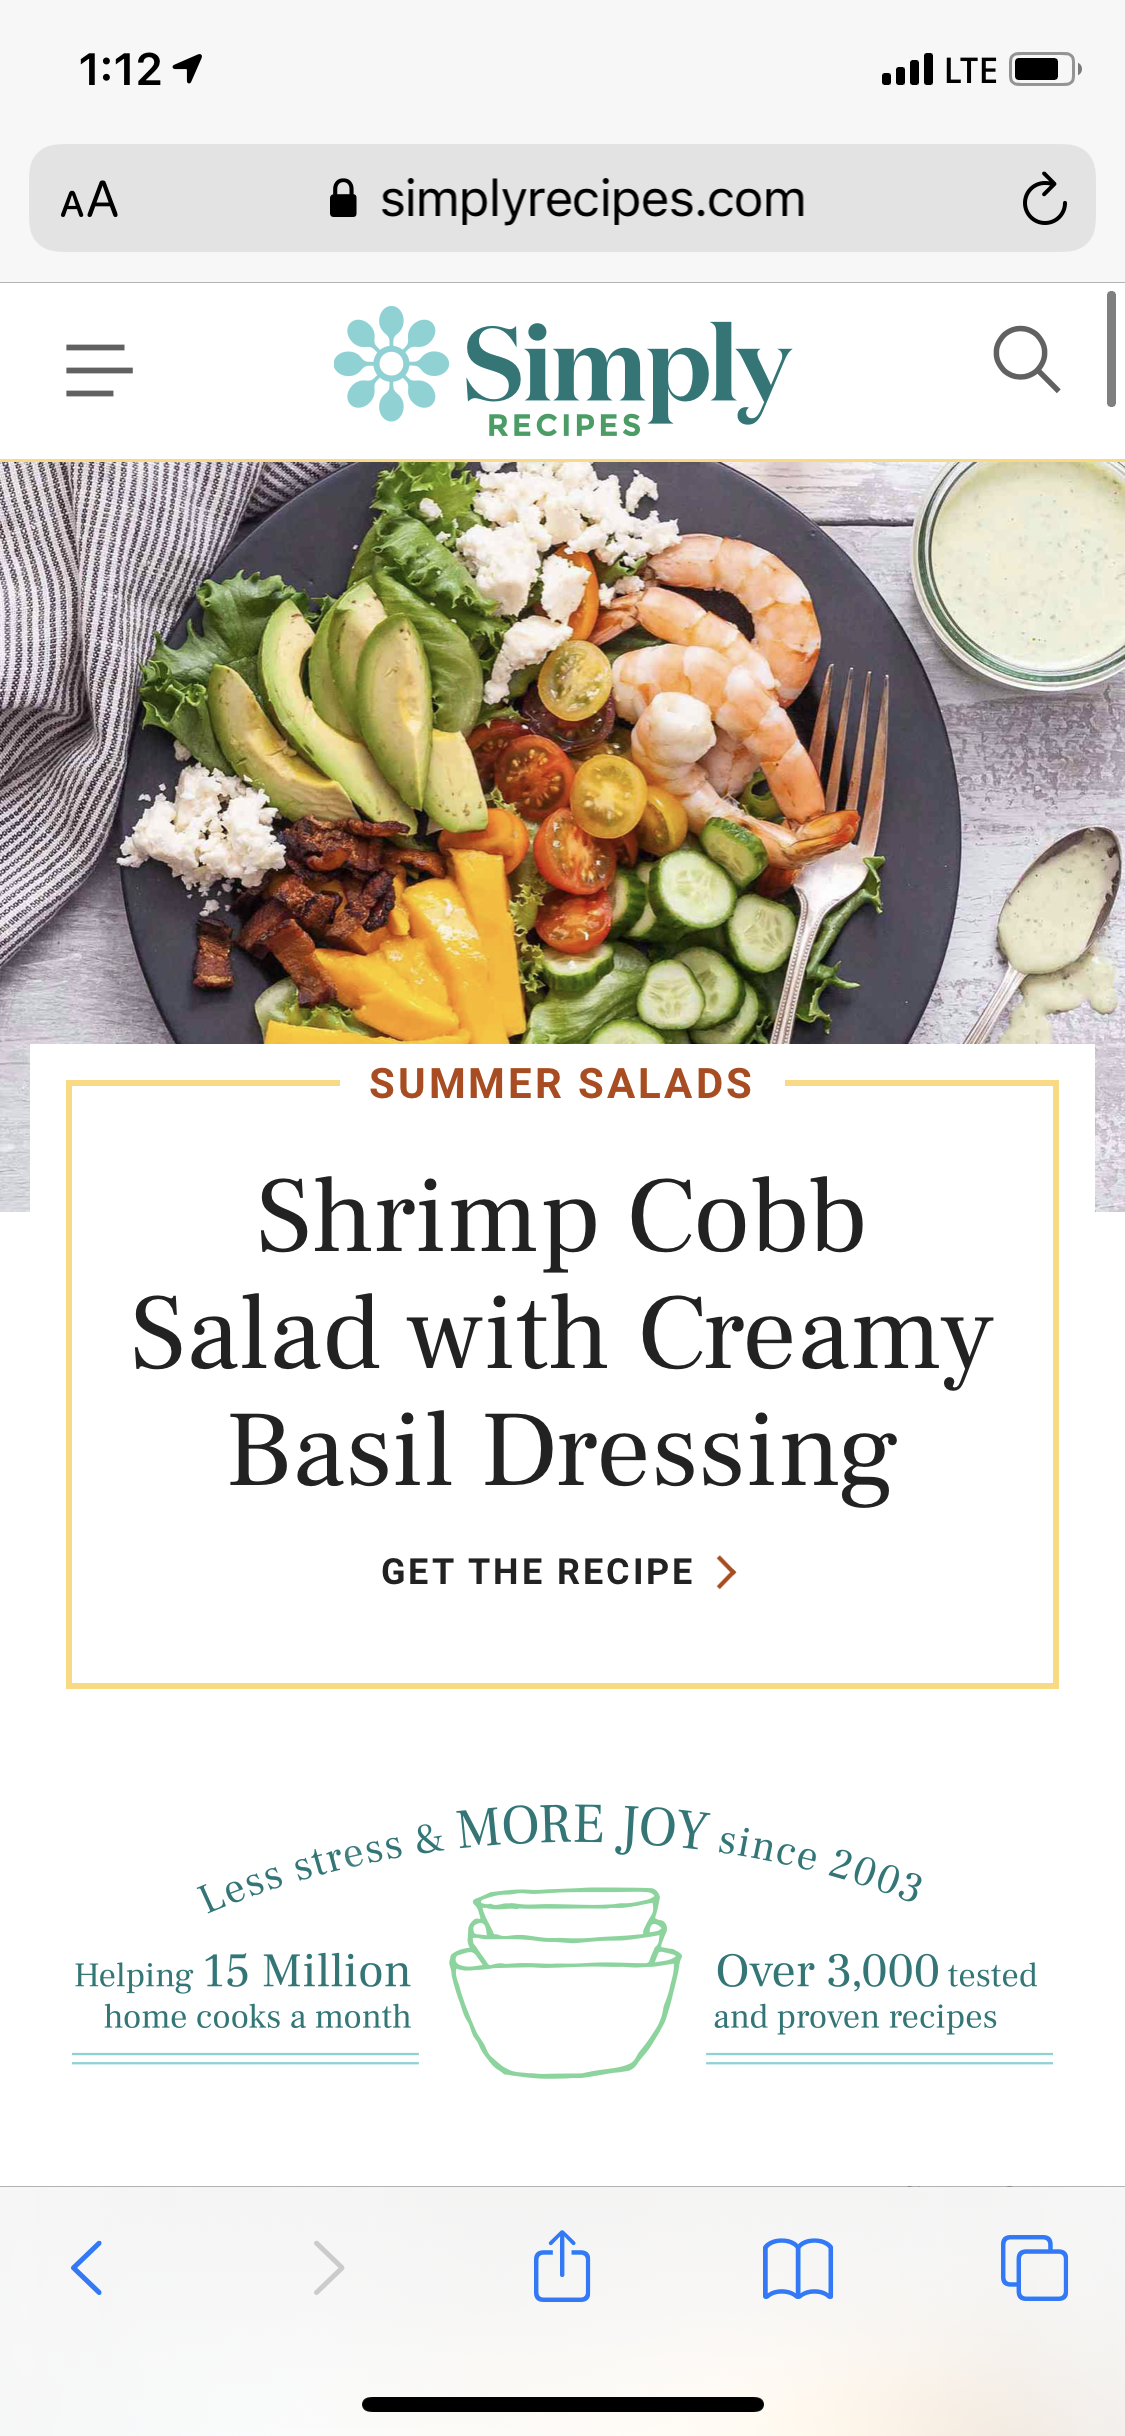 1:12
LTE
AA
simplyrecipes.com
Simply
RECIPES
SUMMER SALADS
Shrimp Cobb
Salad with Creamy
Basil Dressing
GET THE RECIPE
Less stress & MORE JOY since 2003
Helping 15 Million
home cooks a month
Over 3,000 tested
and proven recipes